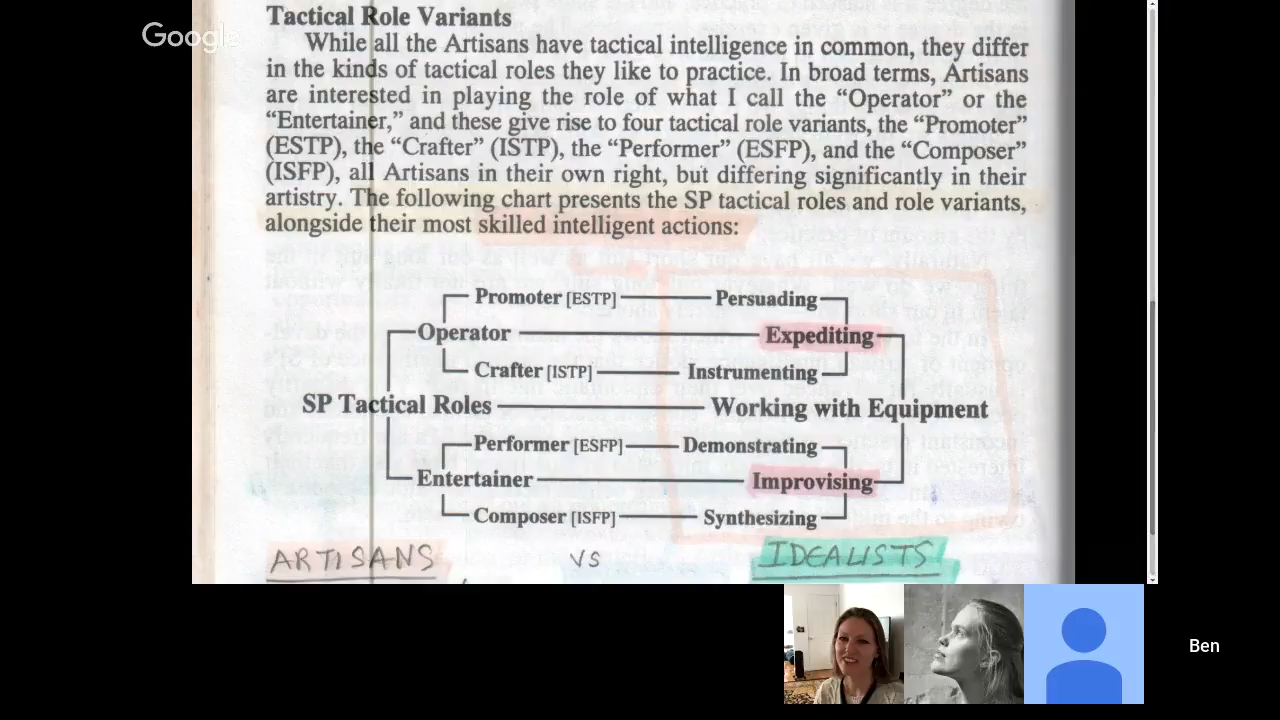 Google
Tactical Role Variants
While all the Artisans have tactical intelligence in common, they differ
in the kinds of tactical roles they like to practice. In broad terms, Artisans
are interested in playing the role of what I call the “Operator” or the
“Entertainer,” and these give rise to four tactical role variants, the “Promoter”
(ESTP), the “Crafter” (ISTP), the “Performer” (ESFP), and the “Composer”
(ISFP), all Artisans in their own right, but differing significantly in their
artistry. The following chart presents the SP tactical roles and role variants,
alongside their most skilled intelligent actions:
Promoter [ESTP] Persuading
Operator Expediting
Crafter [ISTP] Instrumenting
SP Tactical Roles Working with Equipment
Performer [ESFP] Demonstrating
Entertainer Improvising
Composer [ISFP] Synthesizing
ARTISANS VS IDEALISTS
Ben